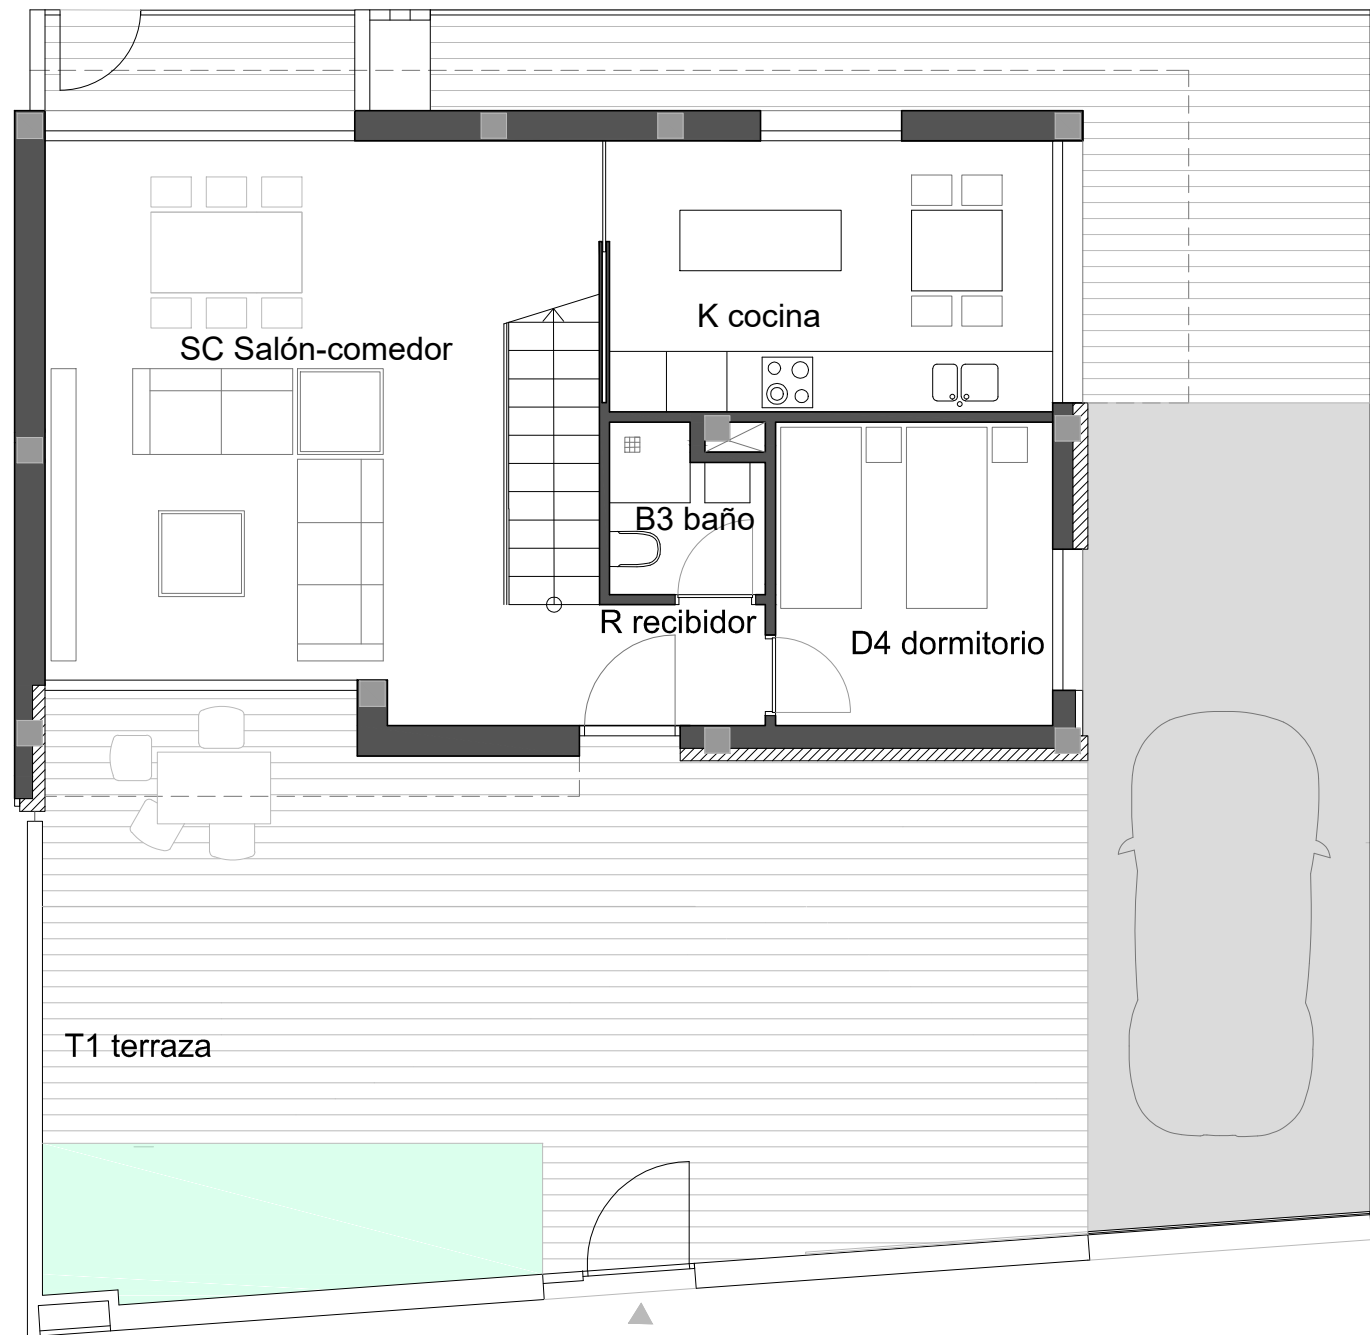 K cocina
SC Salón-comedor
B3 baño
R recibidor
D4 dormitorio
T1 terraza